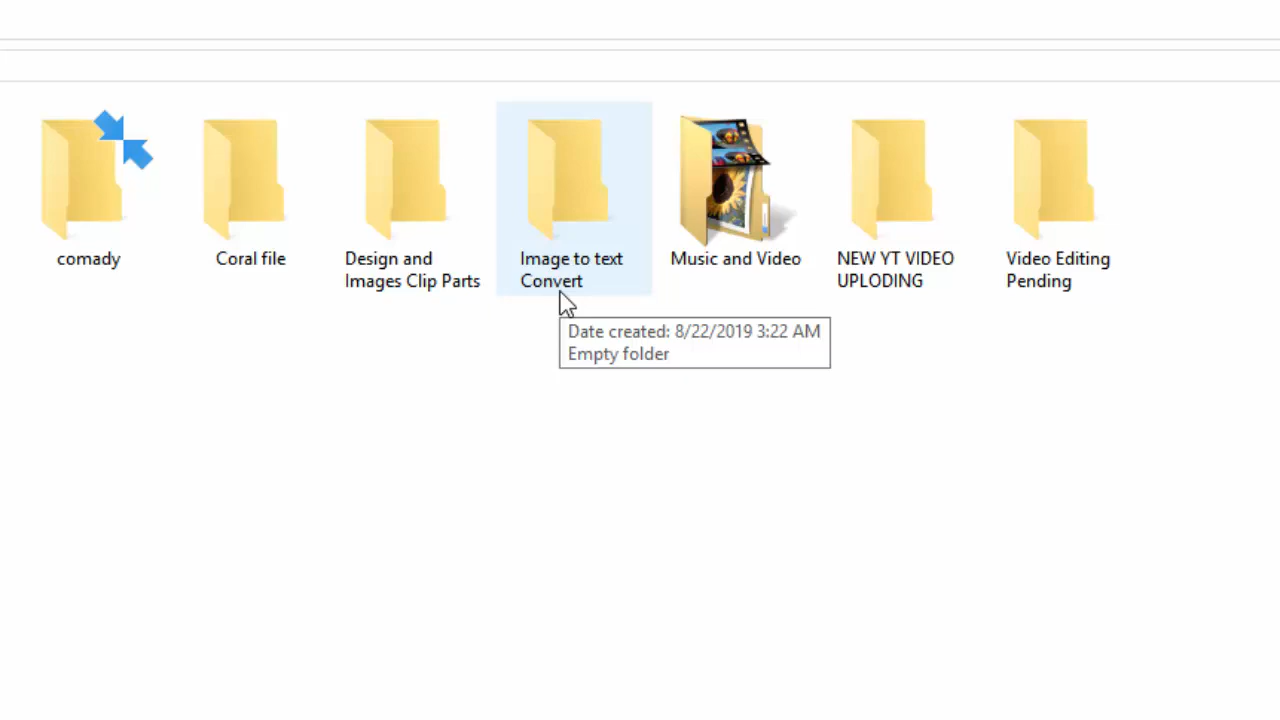 comady
Coral file
Design and
Images Clip Parts
Image to text
Convert
Music and Video
NEW YT VIDEO
UPLODING
Video Editing
Pending
Date created: 8/22/2019 3:22 AM
Empty folder